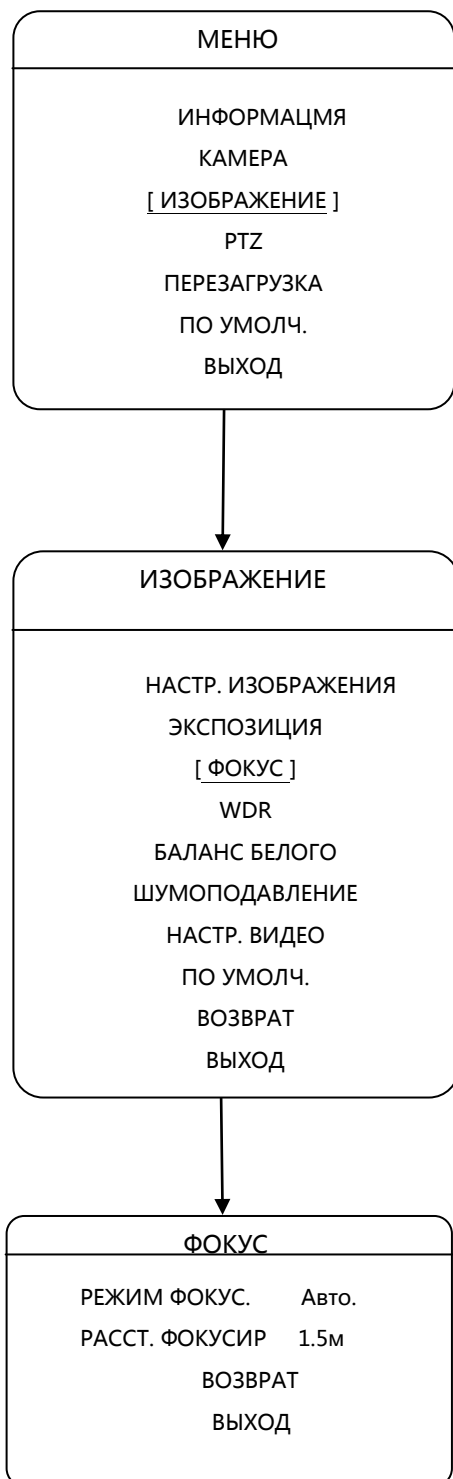 МЕНЮ
ИНФОРМАЦМЯ
КАМЕРА
[ ИЗОБРАЖЕНИЕ ]
PTZ
ПЕРЕЗАГРУЗКА
ПО УМОЛЧ.
ВЫХОД
ИЗОБРАЖЕНИЕ
НАСТР. ИЗОБРАЖЕНИЯ
ЭКСПОЗИЦИЯ
[ ФОКУС ]
WDR
БАЛАНС БЕЛОГО
ШУМОПОДАВЛЕНИЕ
НАСТР. ВИДЕО
ПО УМОЛЧ.
ВОЗВРАТ
ВЫХОД
ФОКУС
РЕЖИМ ФОКУС. Авто.
РАССТ. ФОКУСИР 1.5м
ВОЗВРАТ
ВЫХОД